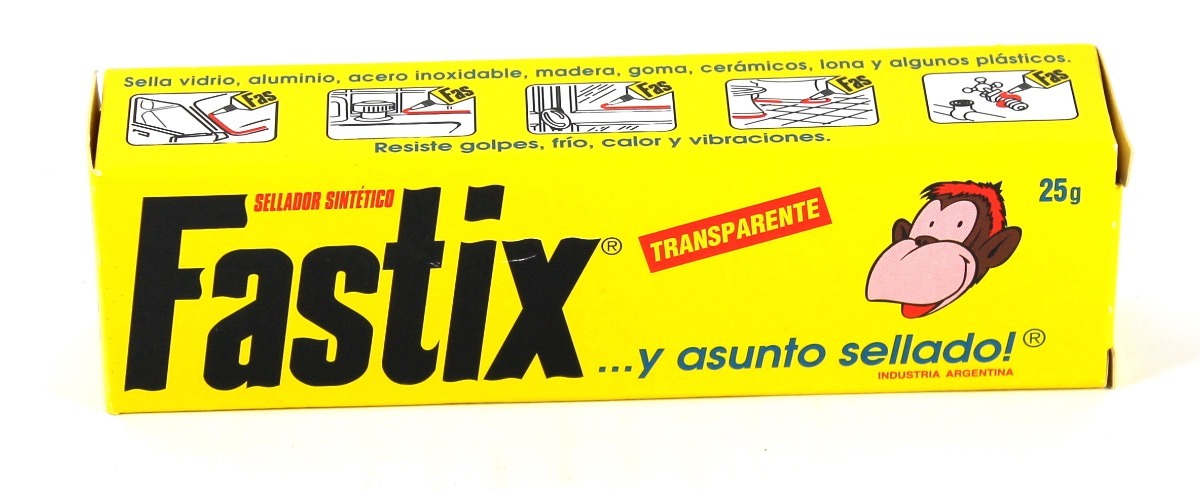 Sella vidrio, aluminio, acero inoxidable, madera, goma, cerámicos, lona y algunos plásticos.
Fas
Fas
Fas
Fas
Fas
Resiste golpes, frío, calor y vibraciones.
SELLADOR SINTÉTICO
Fastix®
TRANSPARENTE
25g
...y asunto sellado!®
INDUSTRIA ARGENTINA